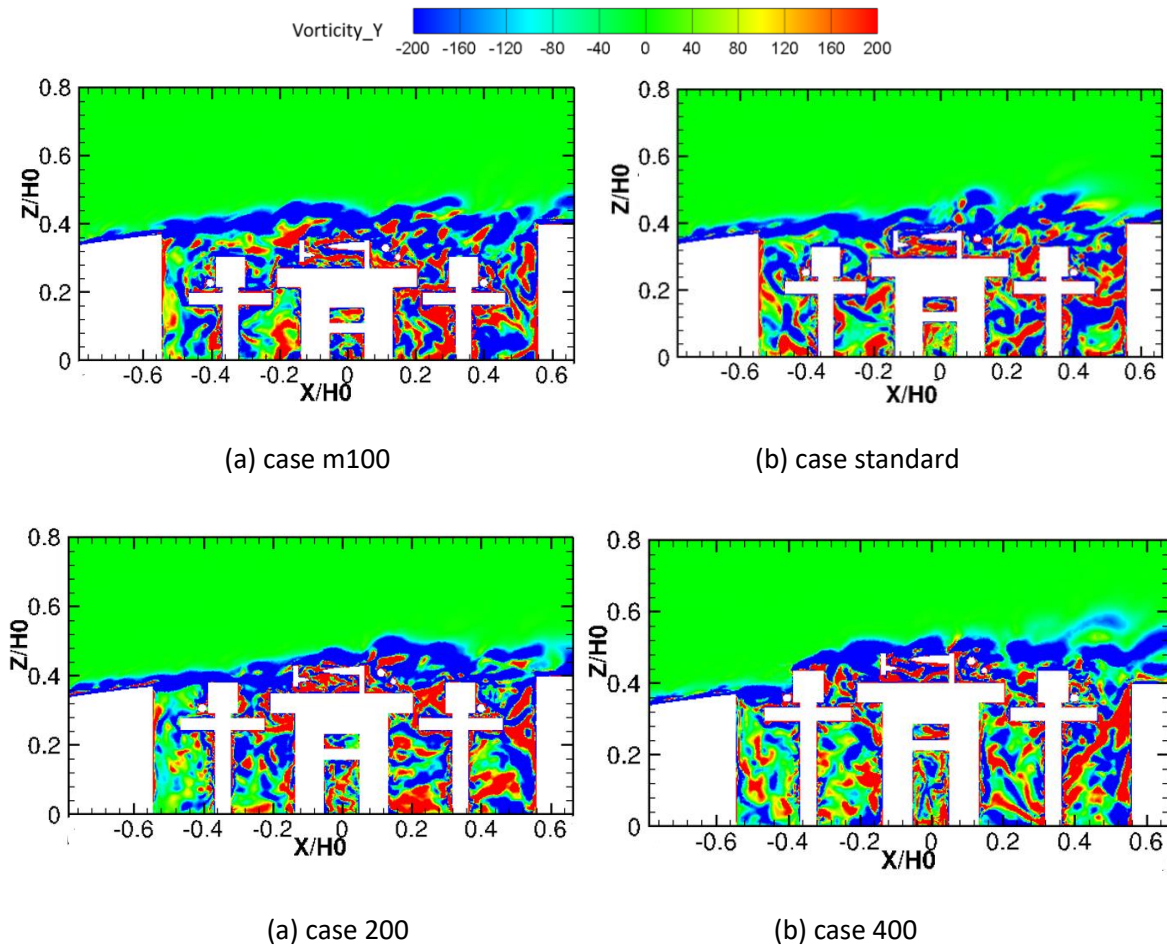 Vorticity_Y
-200 -160 -120 -80 -40 0 40 80 120 160 200
0.8
0.6
0.4
0.2
0
Z/H0
-0.6 -0.4 -0.2 0 0.2 0.4 0.6
X/H0
(a) case m100
0.8
0.6
0.4
0.2
0
Z/H0
-0.6 -0.4 -0.2 0 0.2 0.4 0.6
X/H0
(b) case standard
0.8
0.6
0.4
0.2
0
Z/H0
-0.6 -0.4 -0.2 0 0.2 0.4 0.6
X/H0
(a) case 200
0.8
0.6
0.4
0.2
0
Z/H0
-0.6 -0.4 -0.2 0 0.2 0.4 0.6
X/H0
(b) case 400